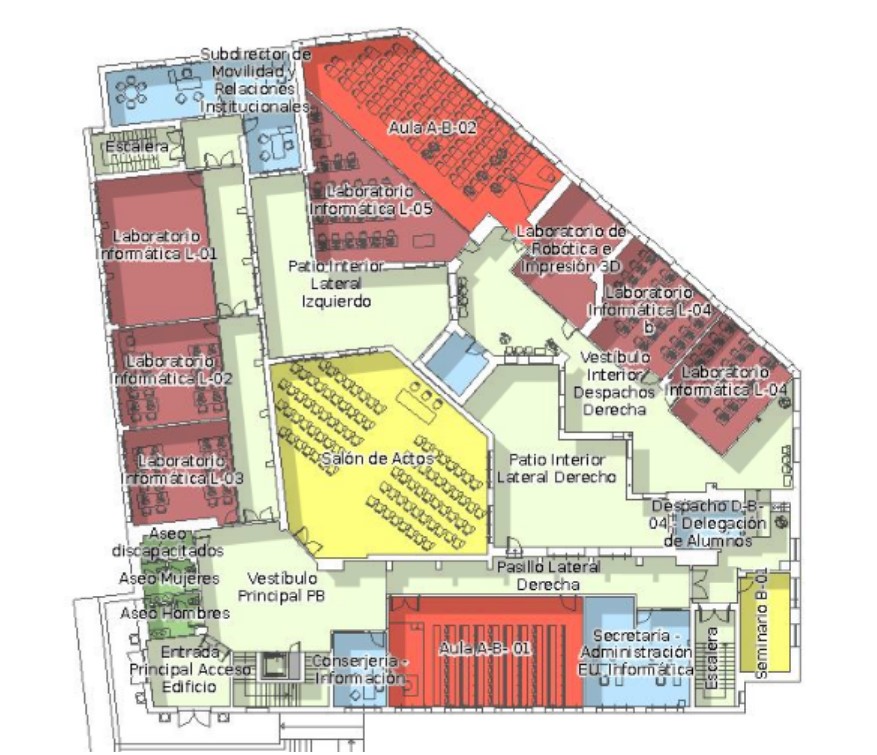 Subdirector de
Movilidad y
Relaciones
Institucionales
Aula A-B-02
Escalera
Laboratorio
Informática L-05
Laboratorio
Informática L-01
Laboratorio de
Robótica e
Impresión 3D
Patio Interior
Lateral
Izquierdo
Laboratorio
Informática L-04
b
Laboratorio
Informática L-02
Vestíbulo
Interior
Despachos
Derecha
Laboratorio
Informática L-04
Salón de Actos
Laboratorio
Informática L-03
Patio Interior
Lateral Derecho
Despacho D-B-
04 - Delegación
de Alumnos
Aseo
discapacitados
Aseo Mujeres
Aseo Hombres
Vestíbulo
Principal PB
Pasillo Lateral
Derecha
Seminario B-01
Entrada
Principal Acceso
Edificio
Conserjería -
Información
Aula A-B- 01
Secretaría -
Administración
EU Informática
Escalera